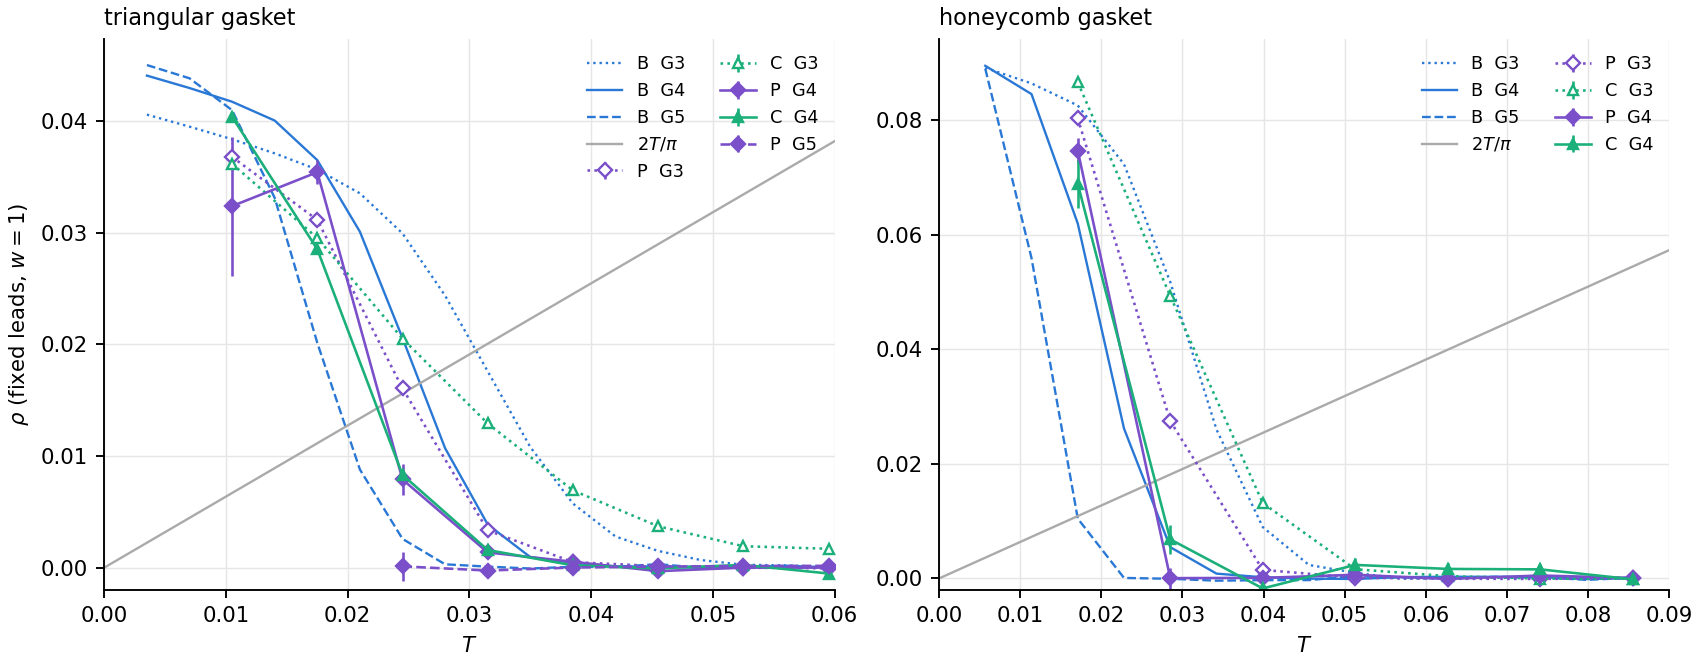 triangular gasket
ρ (fixed leads, w = 1)
0.04
0.03
0.02
0.01
0.00
0.00 0.01 0.02 0.03 0.04 0.05 0.06
T
B G3
B G4
B G5
2T/π
P G3
C G3
P G4
C G4
P G5
honeycomb gasket
0.08
0.06
0.04
0.02
0.00
0.00 0.01 0.02 0.03 0.04 0.05 0.06 0.07 0.08 0.09
T
B G3
B G4
B G5
2T/π
P G3
C G3
P G4
C G4